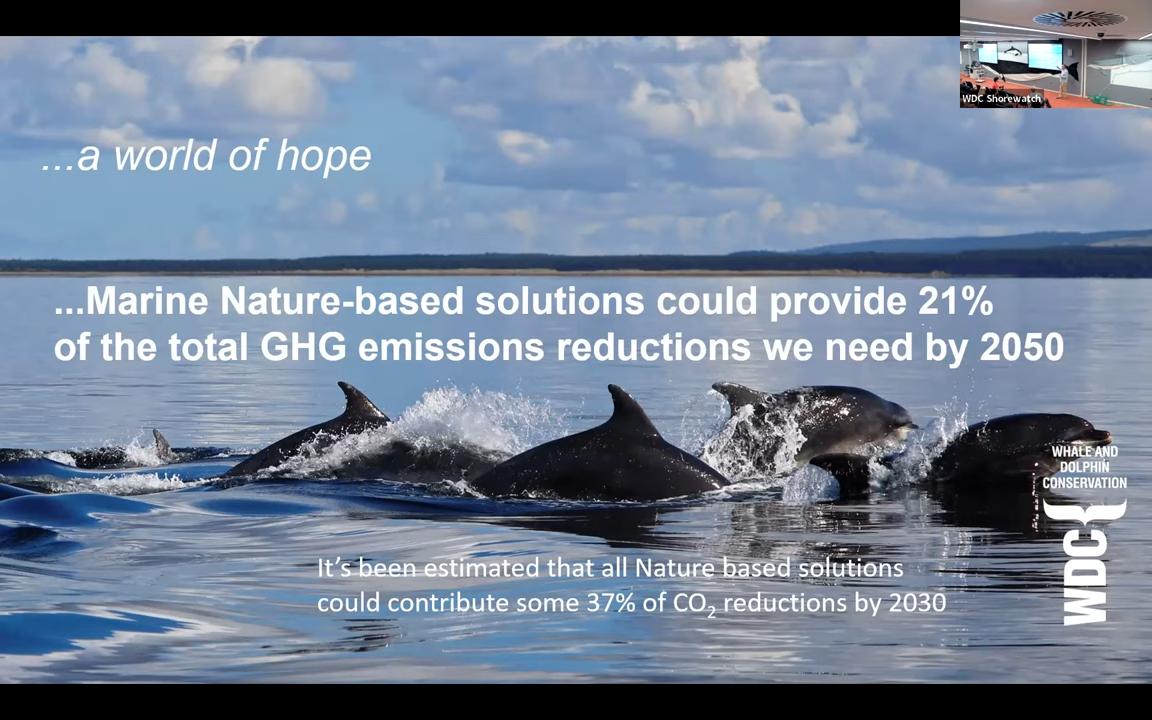 WDC Shorewatch
...a world of hope
...Marine Nature-based solutions could provide 21%
of the total GHG emissions reductions we need by 2050
WHALE AND
DOLPHIN
CONSERVATION
WDC
It's been estimated that all Nature based solutions
could contribute some 37% of CO₂ reductions by 2030